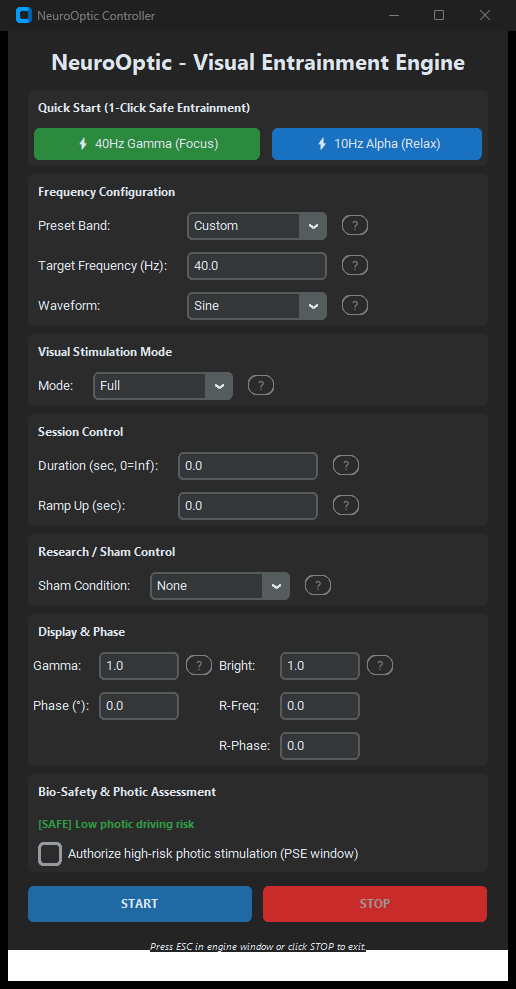 NeuroOptic Controller
NeuroOptic - Visual Entrainment Engine
Quick Start (1-Click Safe Entrainment)
40Hz Gamma (Focus)
10Hz Alpha (Relax)
Frequency Configuration
Preset Band: Custom ?
Target Frequency (Hz): 40.0 ?
Waveform: Sine ?
Visual Stimulation Mode
Mode: Full ?
Session Control
Duration (sec, 0=Inf): 0.0 ?
Ramp Up (sec): 0.0 ?
Research / Sham Control
Sham Condition: None ?
Display & Phase
Gamma: 1.0 ? Bright: 1.0 ?
Phase (°): 0.0 R-Freq: 0.0
R-Phase: 0.0
Bio-Safety & Photic Assessment
[SAFE] Low photic driving risk
Authorize high-risk photic stimulation (PSE window)
START STOP
Press ESC in engine window or click STOP to exit.